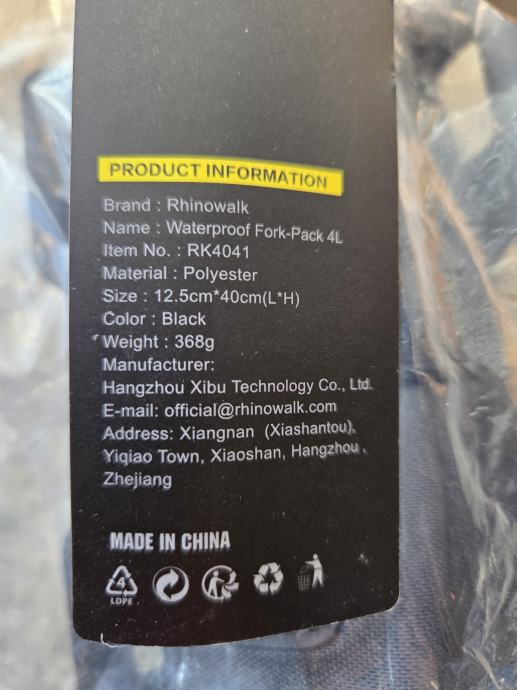 PRODUCT INFORMATION
Brand : Rhinowalk
Name : Waterproof Fork-Pack 4L
Item No. : RK4041
Material : Polyester
Size : 12.5cm*40cm(L*H)
Color : Black
Weight : 368g
Manufacturer:
Hangzhou Xibu Technology Co., Ltd.
E-mail: official@rhinowalk.com
Address: Xiangnan (Xiashantou),
Yiqiao Town, Xiaoshan, Hangzhou,
Zhejiang
MADE IN CHINA
4
LDPE